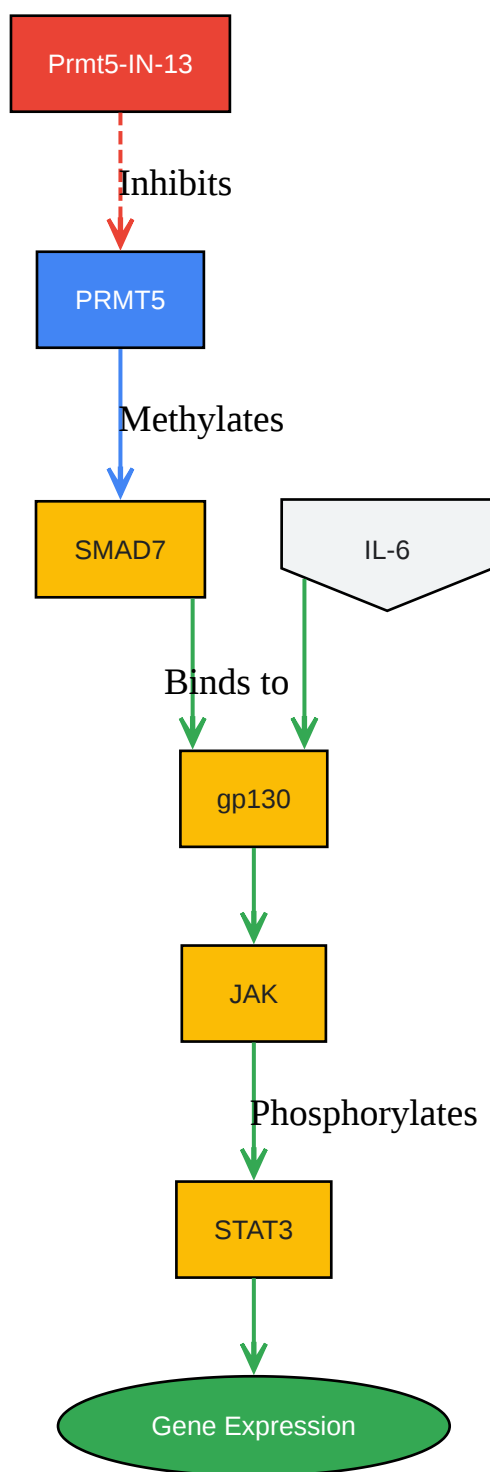 Prmt5-IN-13
Inhibits
PRMT5
Methylates
SMAD7
IL-6
Binds to
gp130
JAK
Phosphorylates
STAT3
Gene Expression